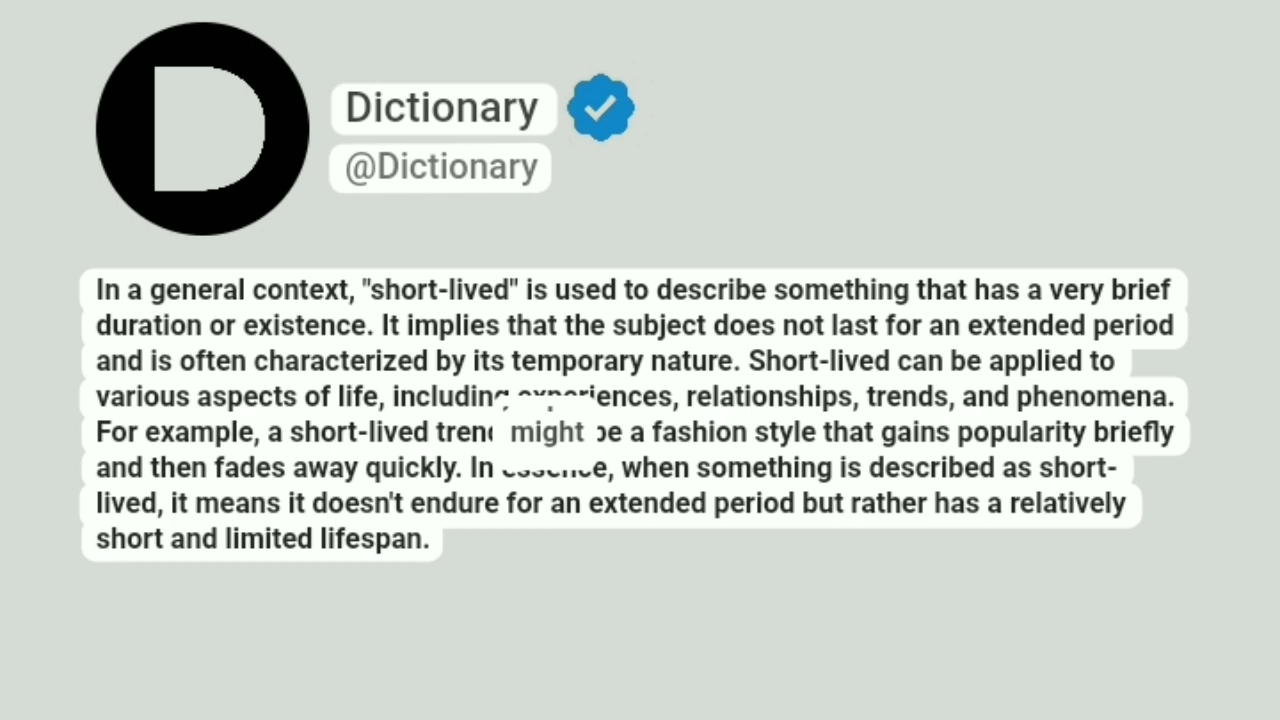 D
Dictionary
@Dictionary
In a general context, "short-lived" is used to describe something that has a very brief
duration or existence. It implies that the subject does not last for an extended period
and is often characterized by its temporary nature. Short-lived can be applied to
various aspects of life, including experiences, relationships, trends, and phenomena.
For example, a short-lived trend might be a fashion style that gains popularity briefly
and then fades away quickly. In essence, when something is described as short-
lived, it means it doesn't endure for an extended period but rather has a relatively
short and limited lifespan.